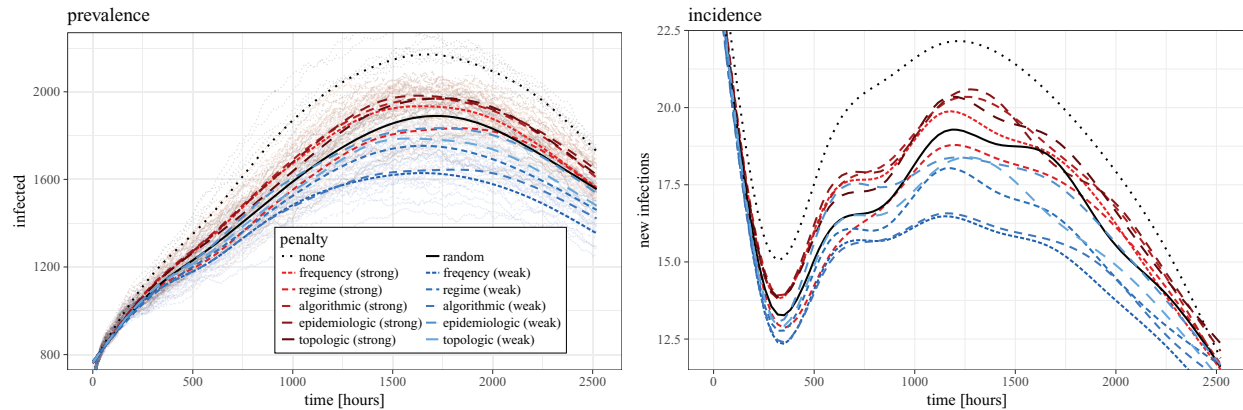 prevalence
infected
2000
1600
1200
800
0
500
1000
1500
2000
2500
time [hours]
penalty
none
random
frequency (strong)
freqency (weak)
regime (strong)
regime (weak)
algorithmic (strong)
algorithmic (weak)
epidemiologic (strong)
epidemiologic (weak)
topologic (strong)
topologic (weak)
incidence
new infections
22.5
20.0
17.5
15.0
12.5
0
500
1000
1500
2000
2500
time [hours]